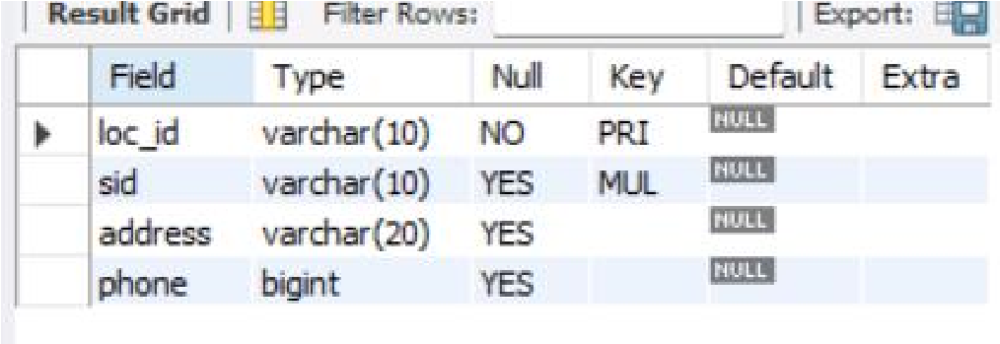 Result Grid Filter Rows: Export:
Field Type Null Key Default Extra
loc_id varchar(10) NO PRI NULL
sid varchar(10) YES MUL NULL
address varchar(20) YES NULL
phone bigint YES NULL